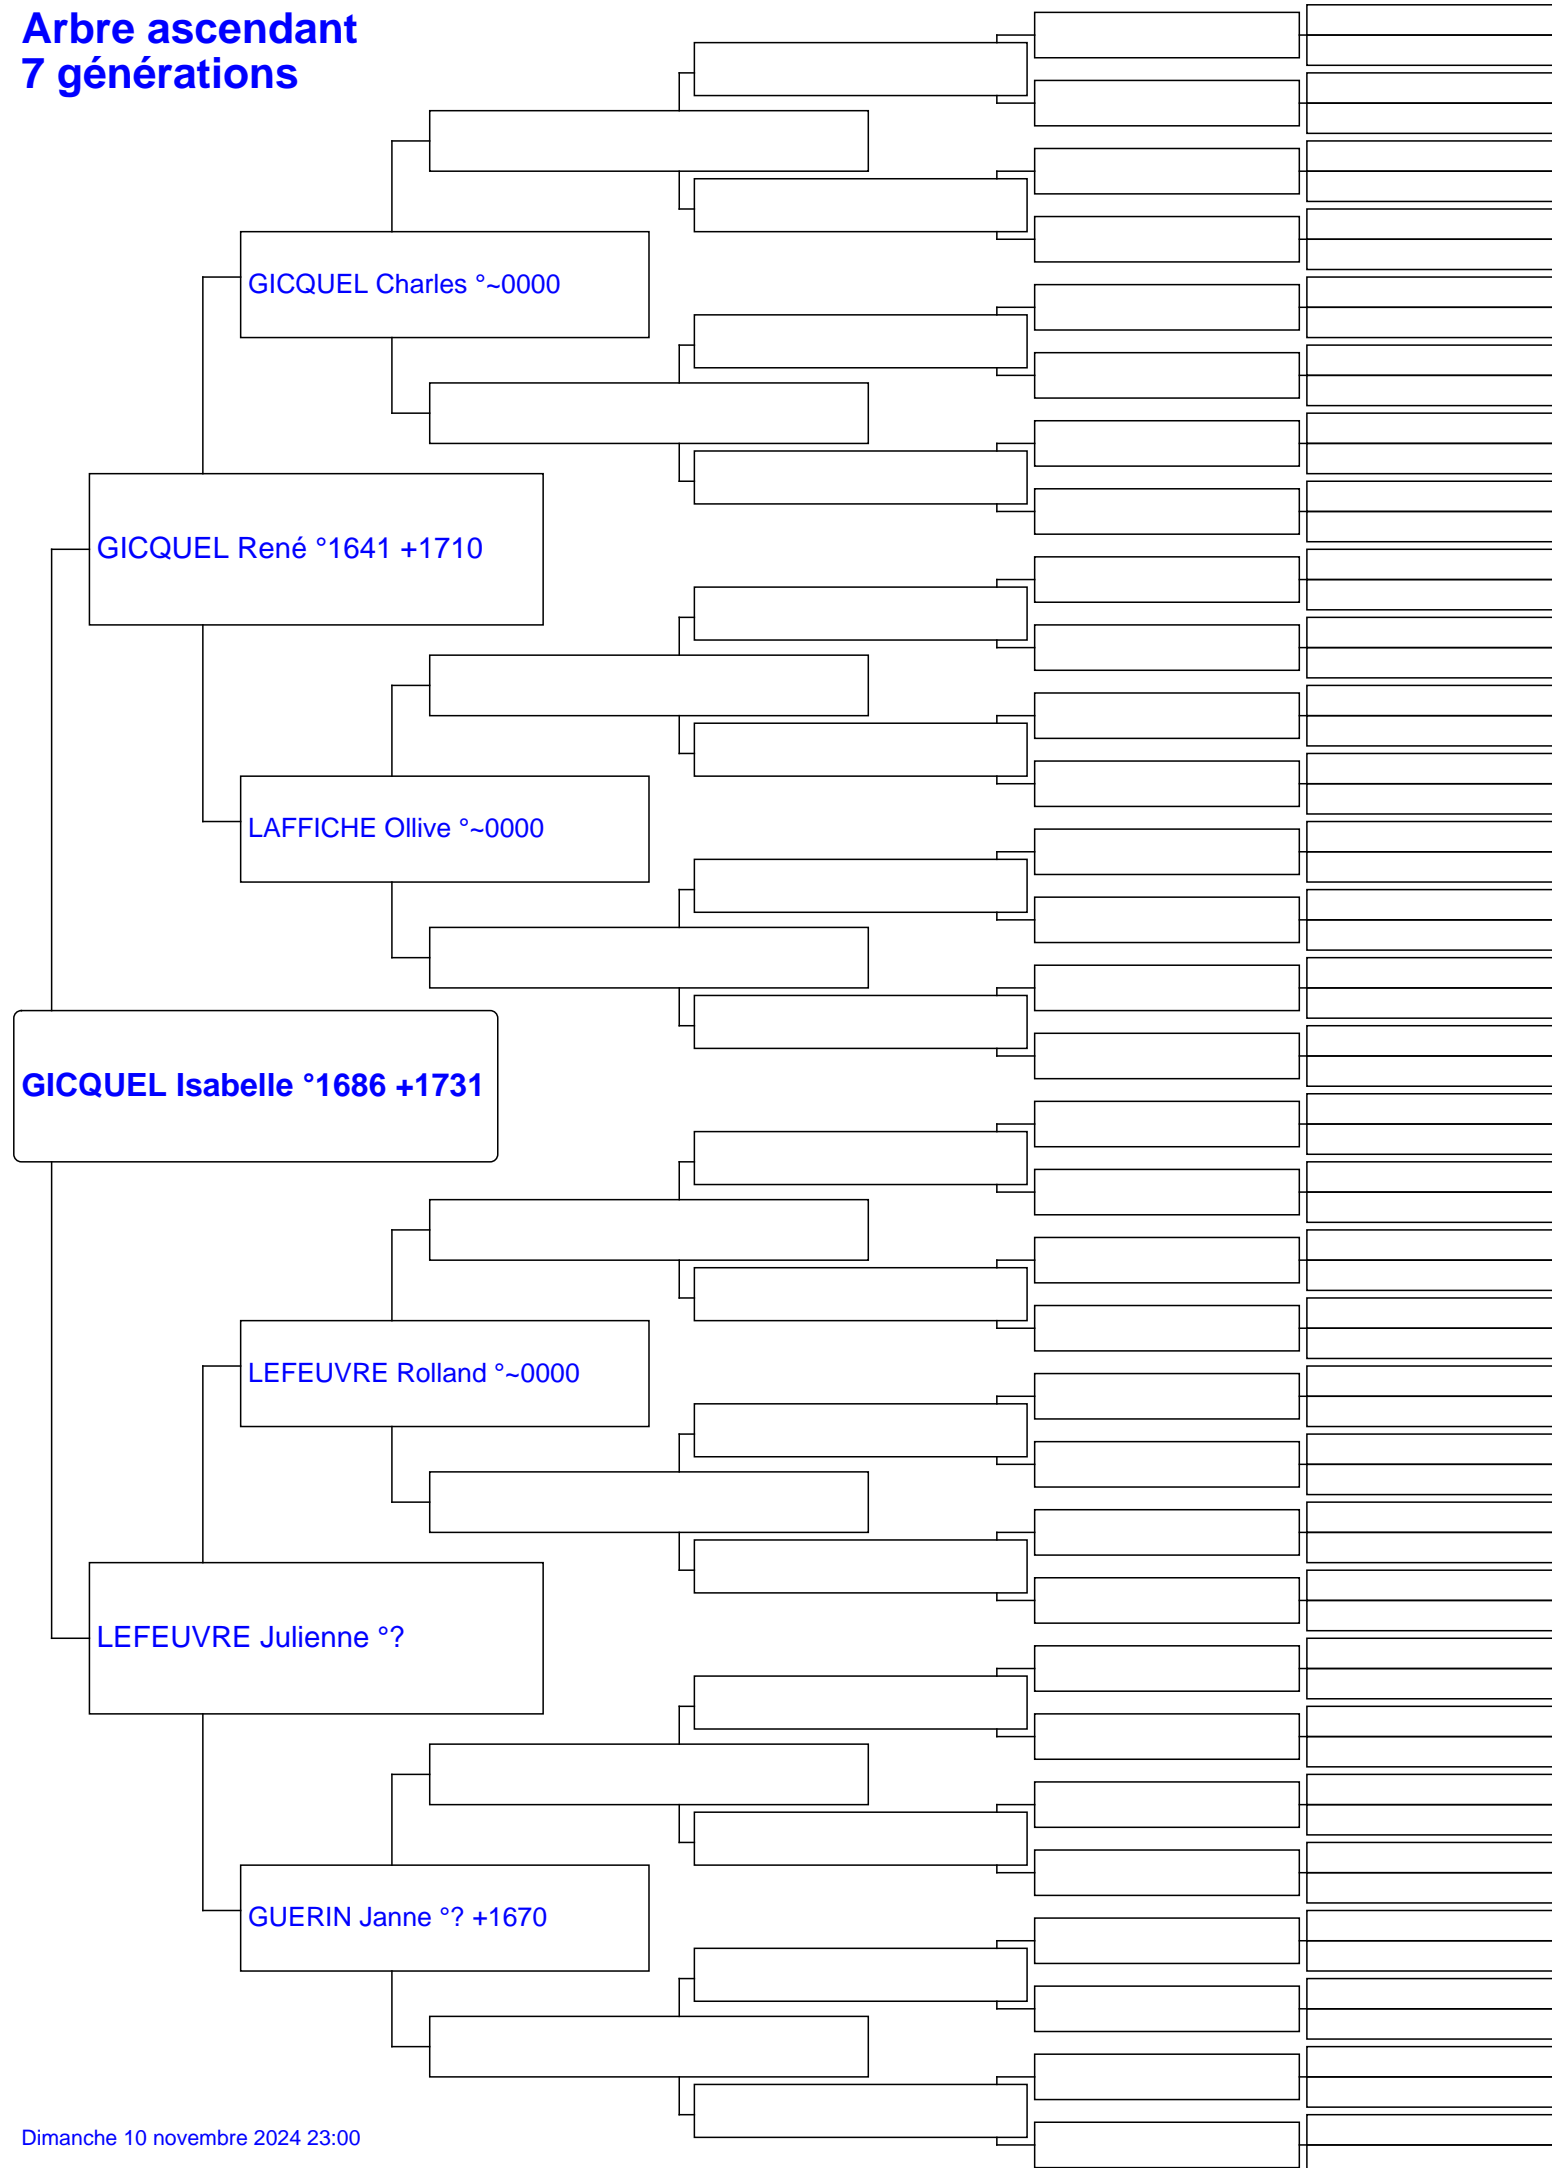 Arbre ascendant
7 générations
GICQUEL Charles °~0000
GICQUEL René °1641 +1710
LAFFICHE Ollive °~0000
GICQUEL Isabelle °1686 +1731
LEFEUVRE Rolland °~0000
LEFEUVRE Julienne °?
GUERIN Janne °? +1670
Dimanche 10 novembre 2024 23:00